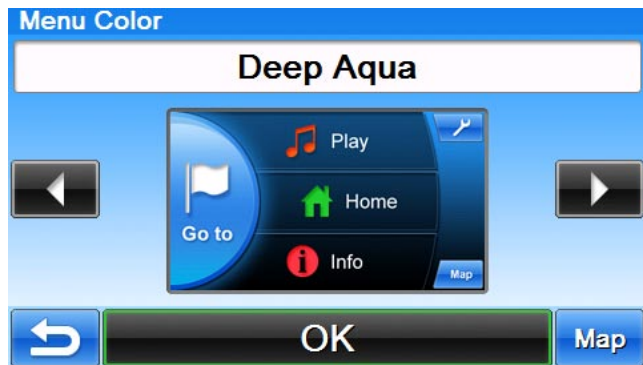 Menu Color
Deep Aqua
Play
Home
Go to
Info
Map
OK
Map